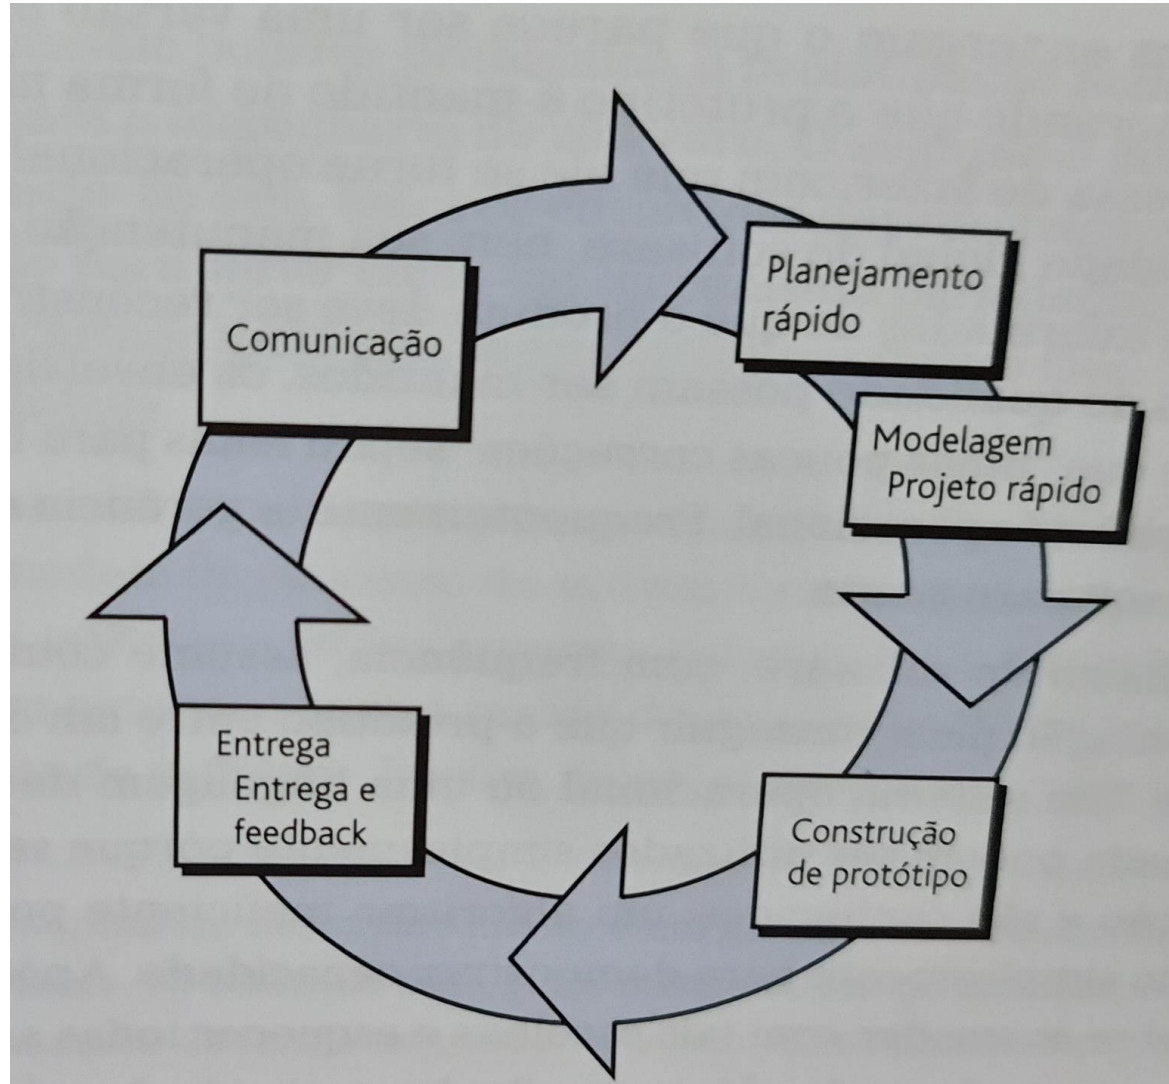 Comunicação
Planejamento
rápido
Modelagem
Projeto rápido
Construção
de protótipo
Entrega
Entrega e
feedback